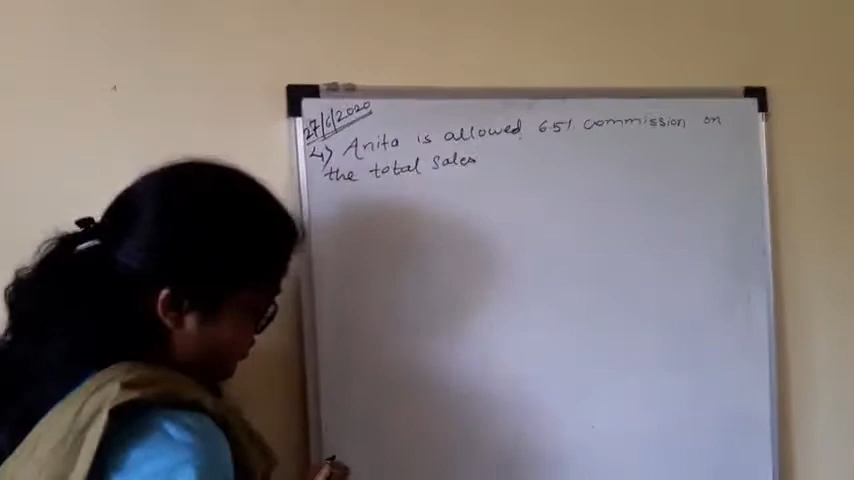 27/6/2020
4) Anita is allowed 6.5% commission on
the total sales